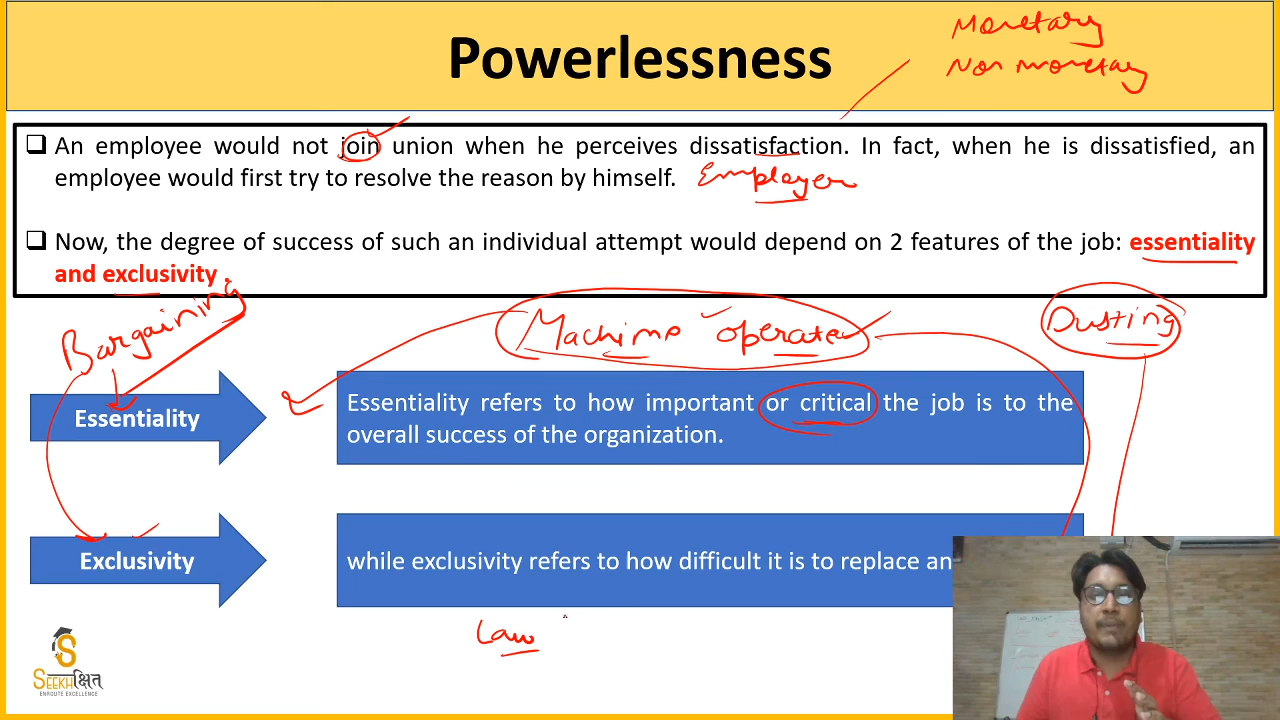 Powerlessness
Monetary
Non monetary
❑ An employee would not join union when he perceives dissatisfaction. In fact, when he is dissatisfied, an
employee would first try to resolve the reason by himself. Employer
❑ Now, the degree of success of such an individual attempt would depend on 2 features of the job: essentiality
and exclusivity .
Bargaining
Machine operator
Dusting
Essentiality
Essentiality refers to how important or critical the job is to the
overall success of the organization.
Exclusivity
while exclusivity refers to how difficult it is to replace an
Law
S
SEEKHक्षित
ENROUTE EXCELLENCE